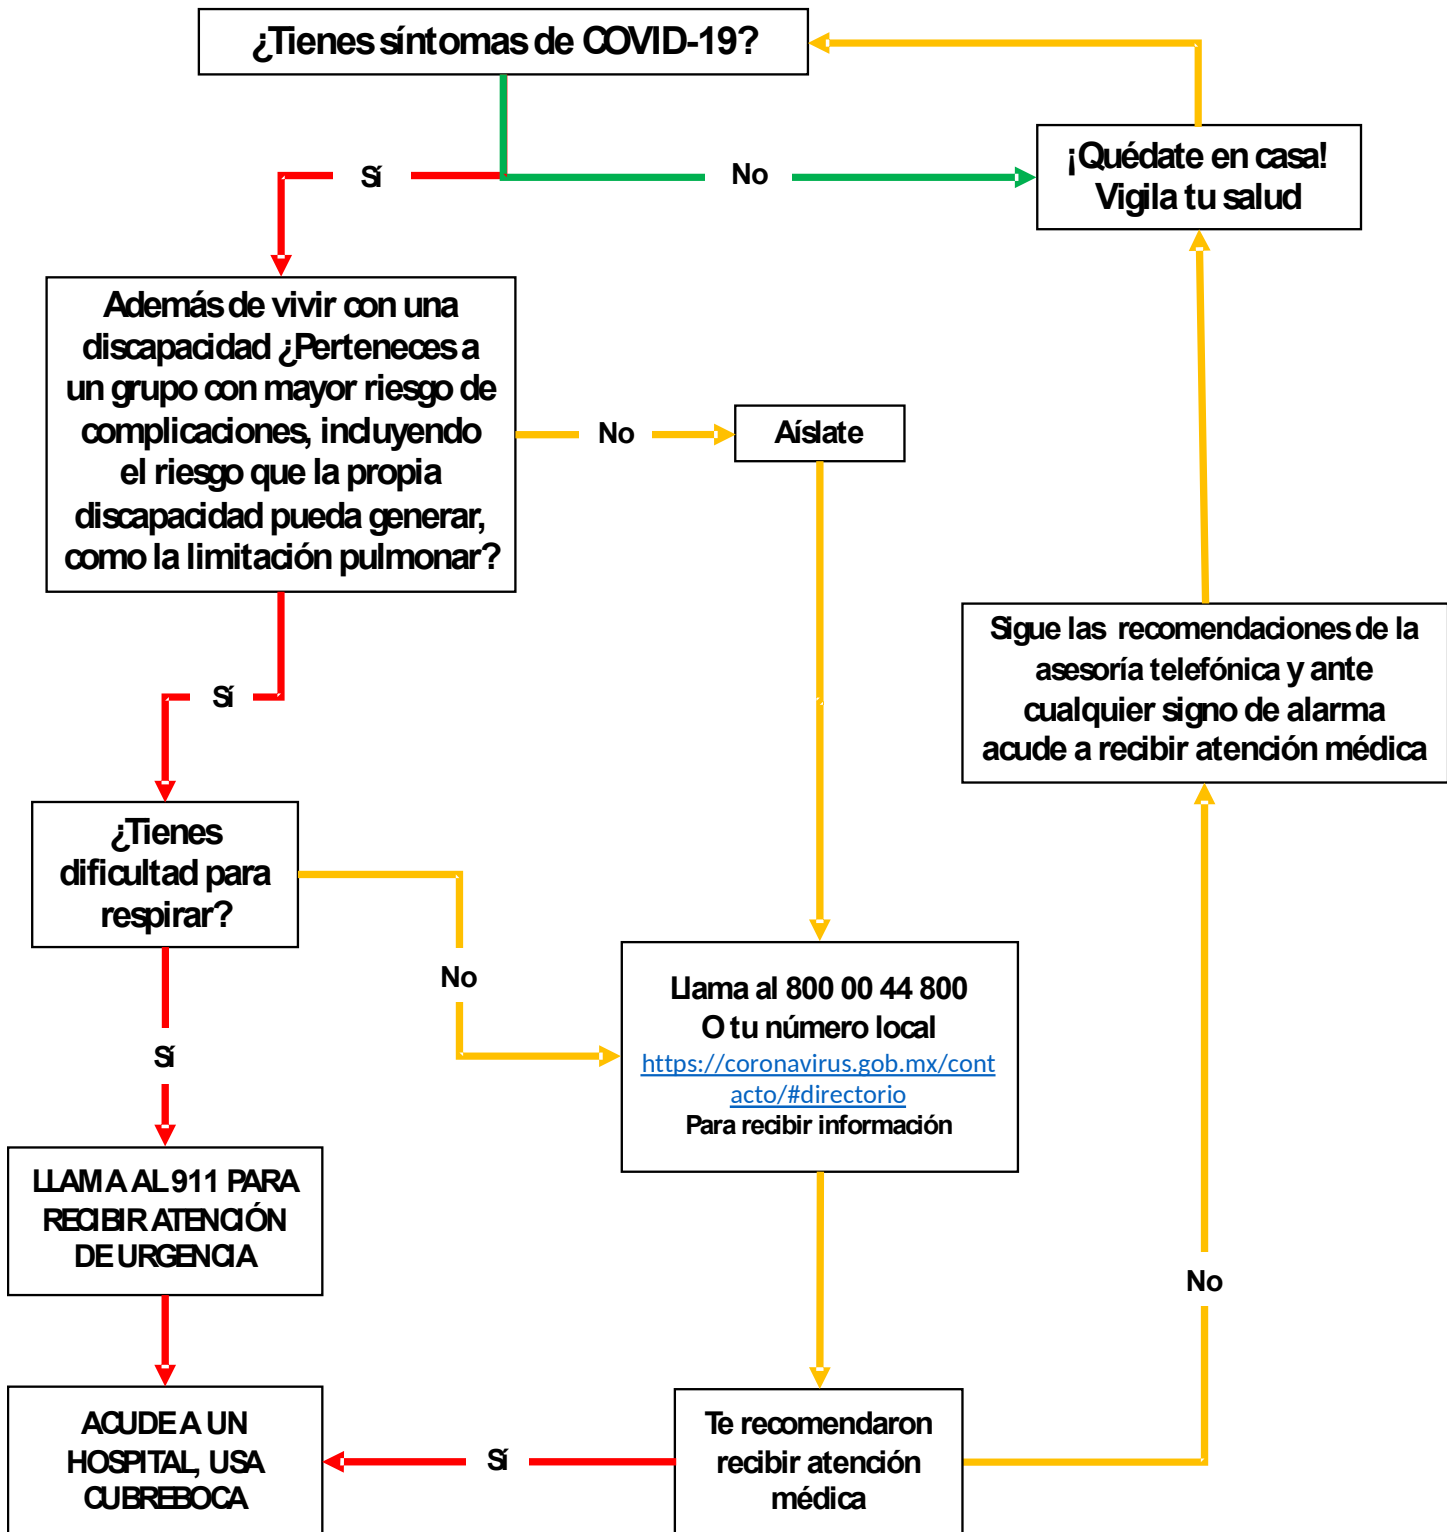 ¿Tienes síntomas de COVID-19?
¡Quédate en casa!
Vigila tu salud
Sí
No
Además de vivir con una
discapacidad ¿Perteneces a
un grupo con mayor riesgo de
complicaciones, incluyendo
el riesgo que la propia
discapacidad pueda generar,
como la limitación pulmonar?
No
Aíslate
Sigue las recomendaciones de la
asesoría telefónica y ante
cualquier signo de alarma
acude a recibir atención médica
Sí
¿Tienes
dificultad para
respirar?
No
Llama al 800 00 44 800
O tu número local
https://coronavirus.gob.mx/cont
acto/#directorio
Para recibir información
Sí
LLAMA AL 911 PARA
RECIBIR ATENCIÓN
DE URGENCIA
No
ACUDE A UN
HOSPITAL, USA
CUBREBOCA
Sí
Te recomendaron
recibir atención
médica